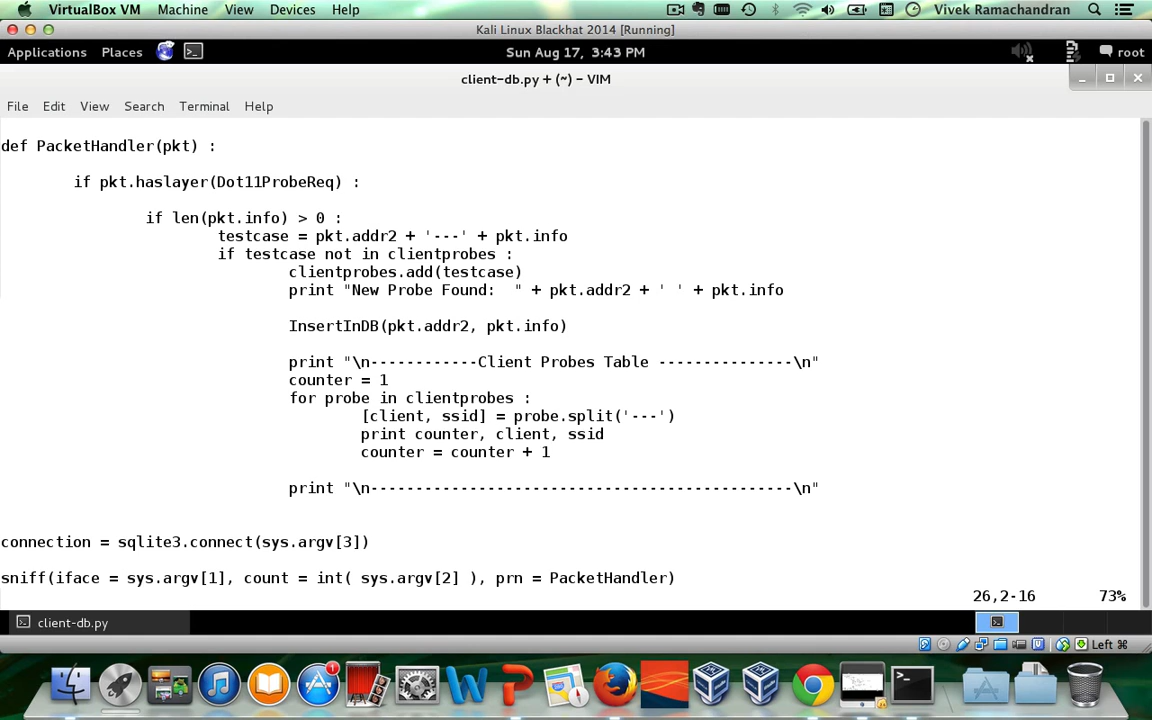 VirtualBox VM Machine View Devices Help Vivek Ramachandran
Kali Linux Blackhat 2014 [Running]
Applications Places Sun Aug 17, 3:43 PM root
client-db.py + (~) - VIM
File Edit View Search Terminal Help
def PacketHandler(pkt) :
if pkt.haslayer(Dot11ProbeReq) :
if len(pkt.info) > 0 :
testcase = pkt.addr2 + '---' + pkt.info
if testcase not in clientprobes :
clientprobes.add(testcase)
print "New Probe Found:  " + pkt.addr2 + ' ' + pkt.info
InsertInDB(pkt.addr2, pkt.info)
print "\n------------Client Probes Table ---------------\n"
counter = 1
for probe in clientprobes :
[client, ssid] = probe.split('---')
print counter, client, ssid
counter = counter + 1
print "\n-----------------------------------------------\n"
connection = sqlite3.connect(sys.argv[3])
sniff(iface = sys.argv[1], count = int( sys.argv[2] ), prn = PacketHandler)
26,2-16 73%
client-db.py
Left ⌘